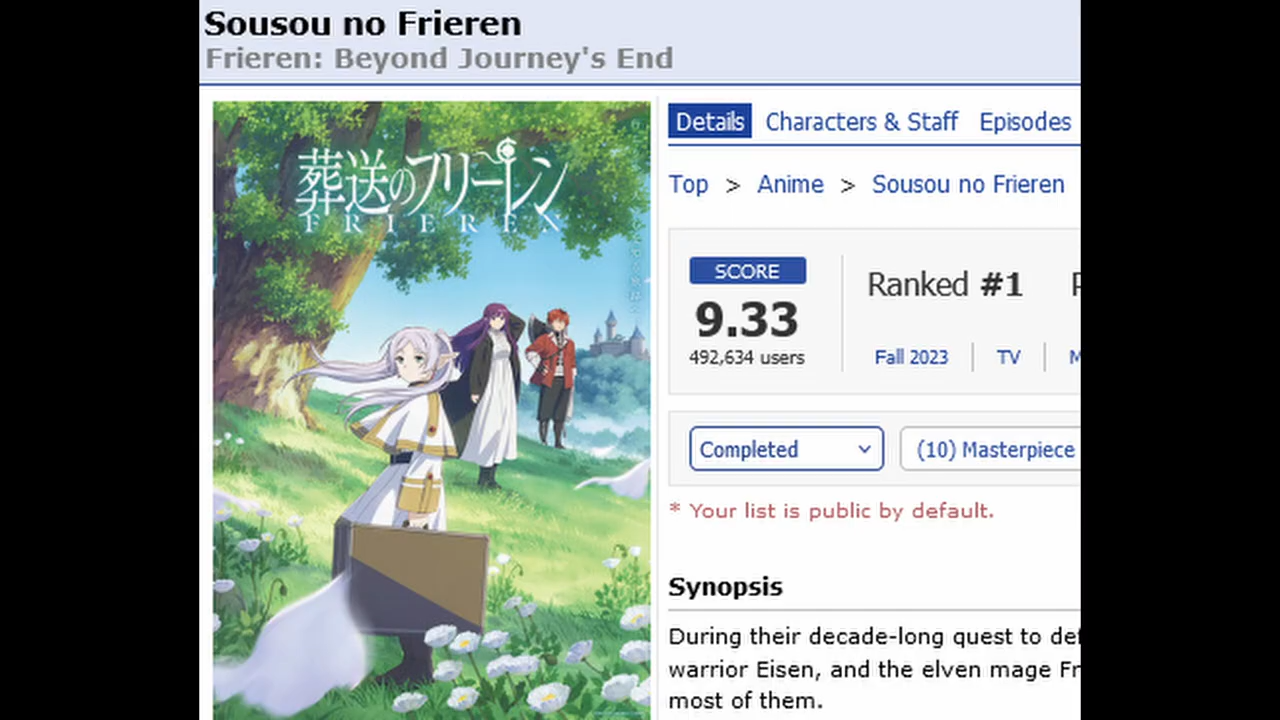 Sousou no Frieren
Frieren: Beyond Journey's End
葬送のフリーレン
FRIEREN
Details Characters & Staff Episodes
Top > Anime > Sousou no Frieren
SCORE
9.33
492,634 users
Ranked #1
Fall 2023 TV
Completed
(10) Masterpiece
* Your list is public by default.
Synopsis
During their decade-long quest to def
warrior Eisen, and the elven mage Fr
most of them.